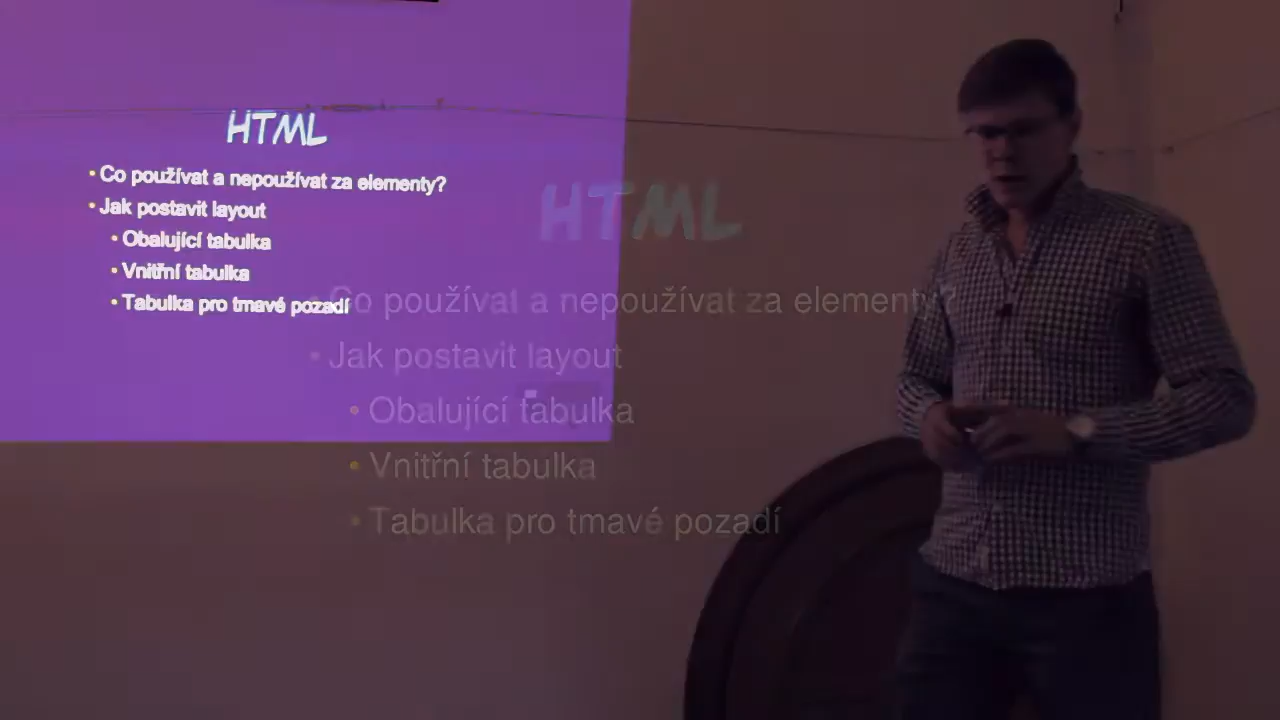 HTML
• Co používat a nepoužívat za elementy?
• Jak postavit layout
• Obalující tabulka
• Vnitřní tabulka
• Tabulka pro tmavé pozadí
HTML
Co používat a nepoužívat za elementy?
• Jak postavit layout
• Obalující tabulka
• Vnitřní tabulka
• Tabulka pro tmavé pozadí